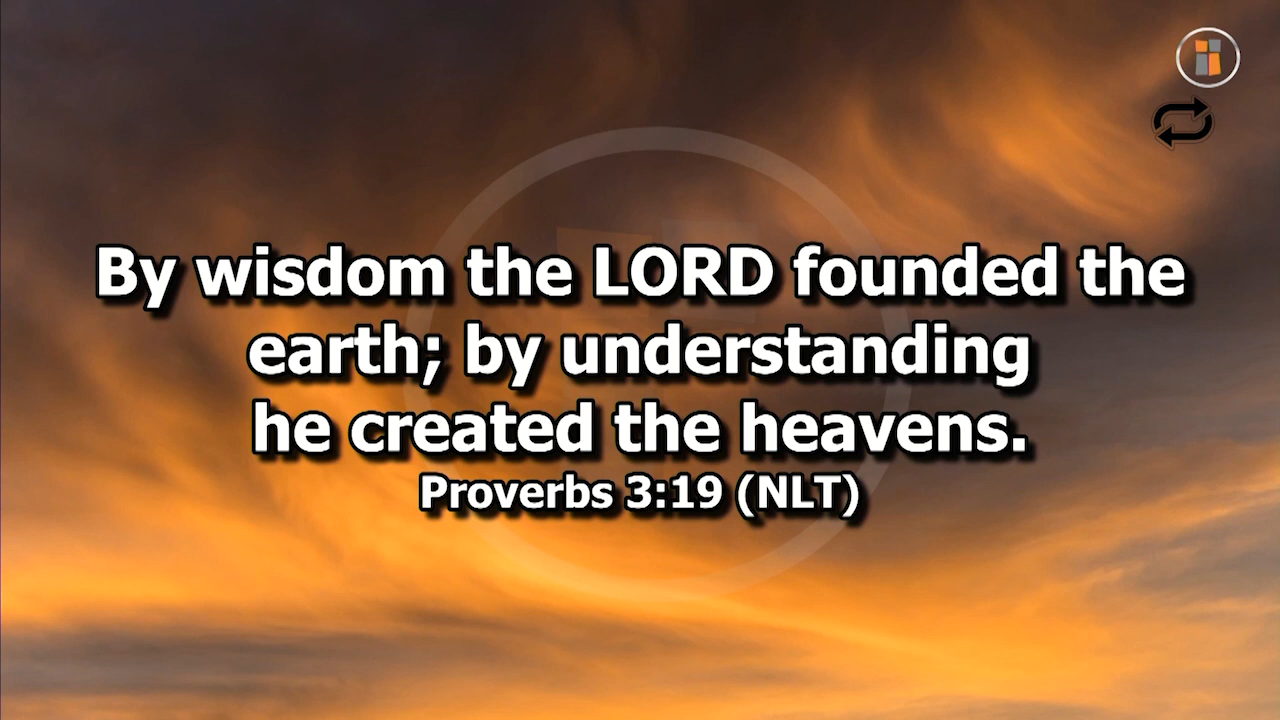 By wisdom the LORD founded the
earth; by understanding
he created the heavens.
Proverbs 3:19 (NLT)